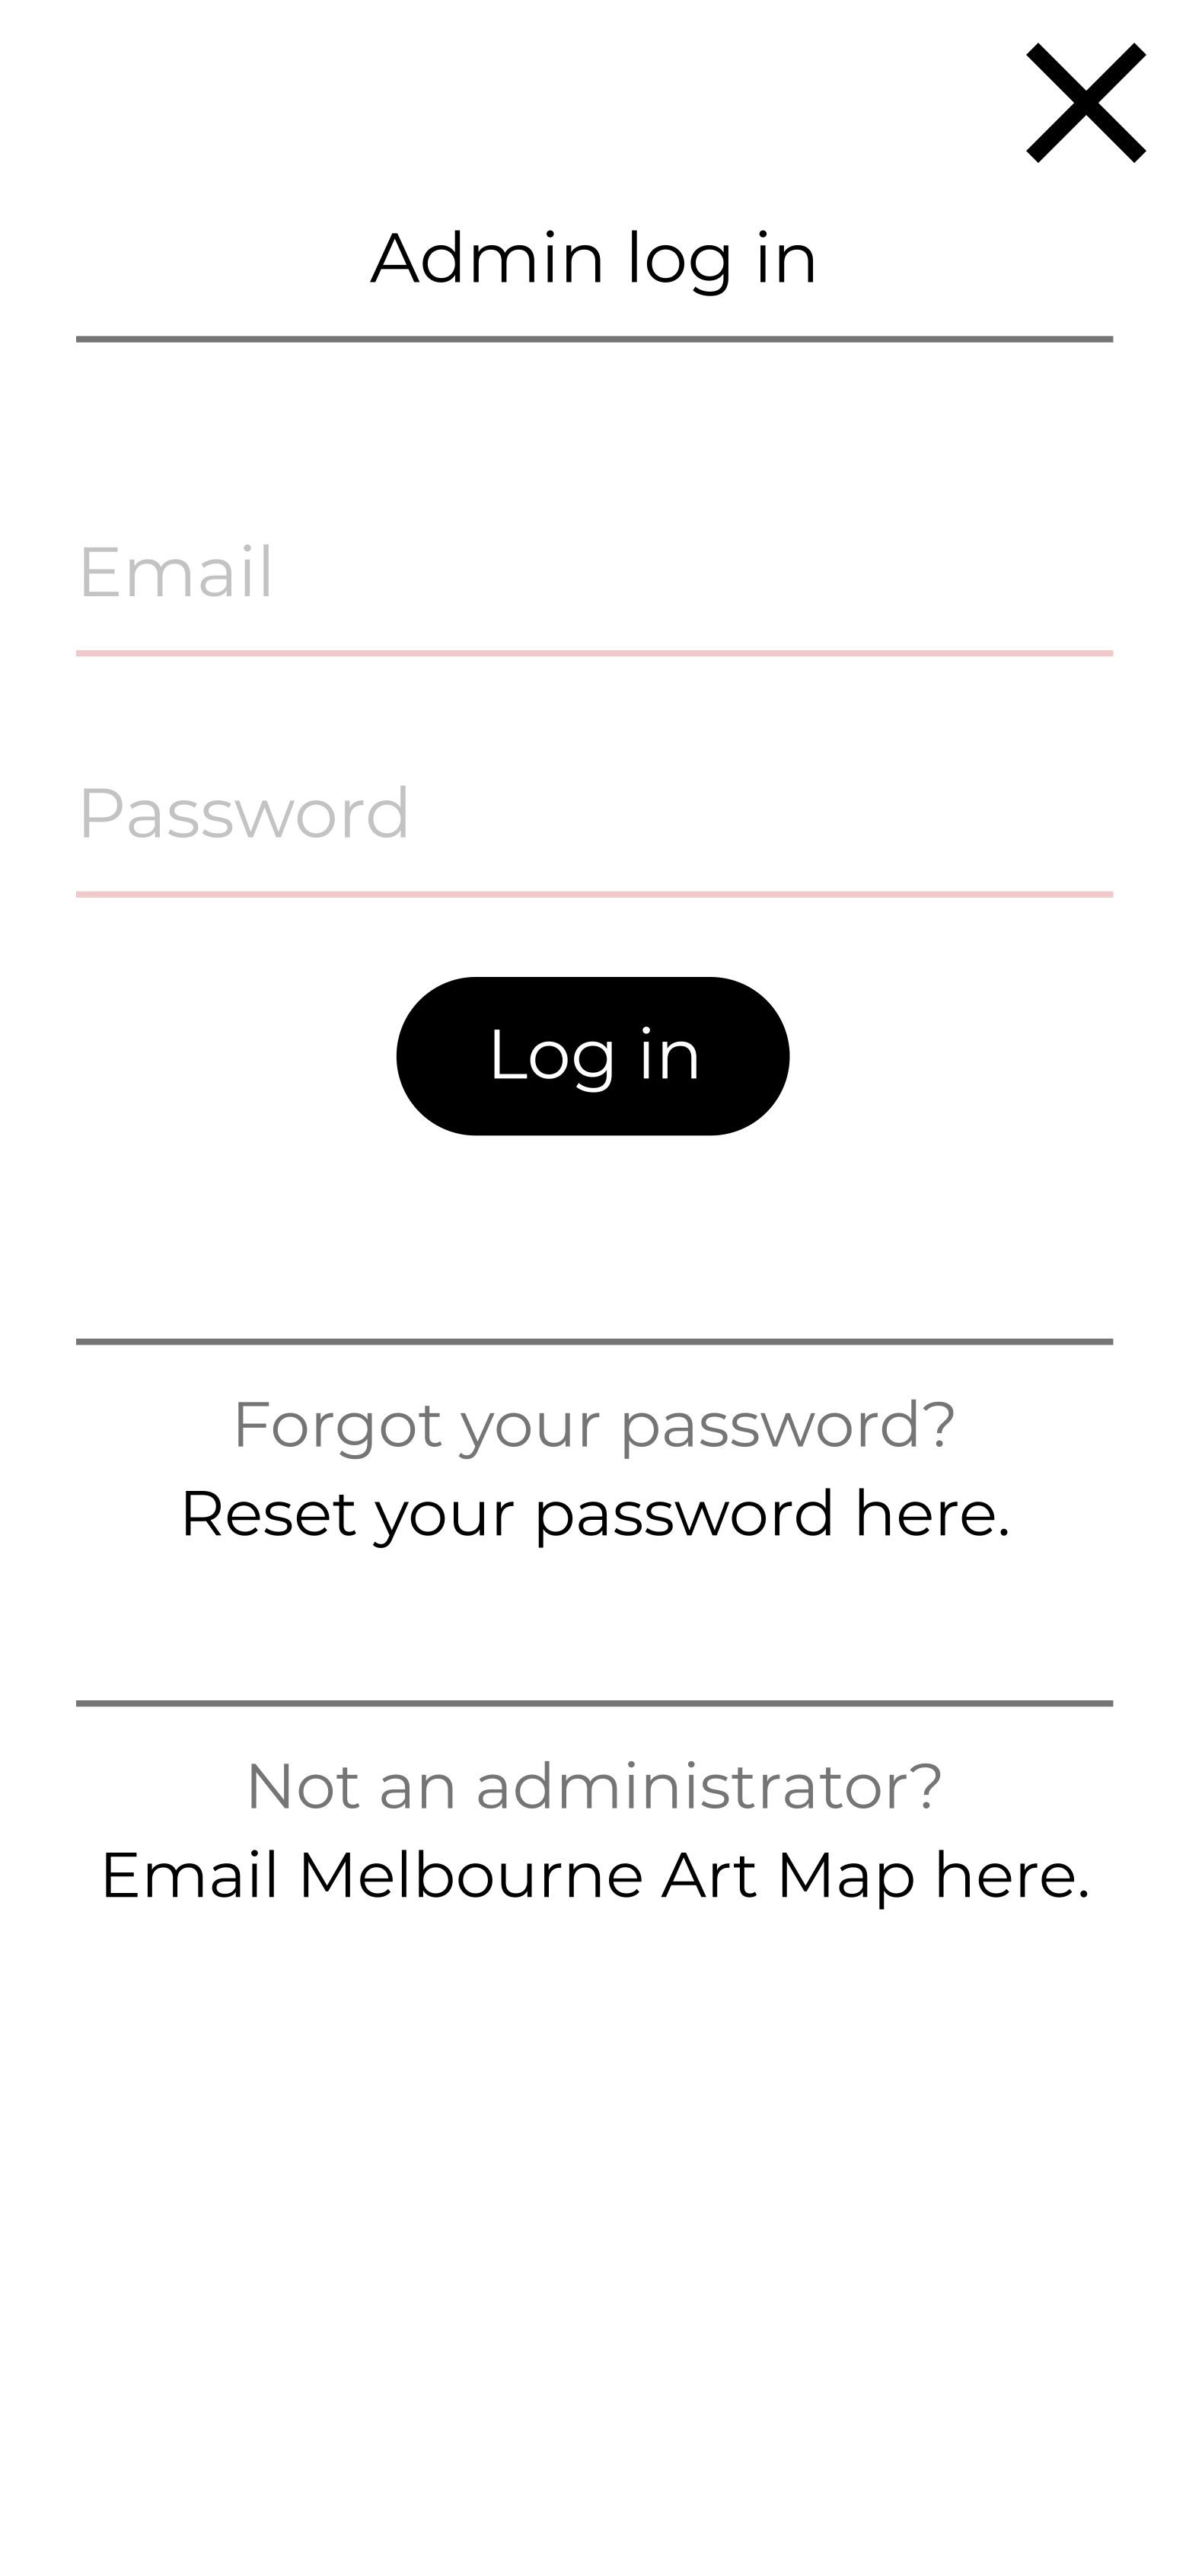 Admin log in
Email
Password
Log in
Forgot your password?
Reset your password here.
Not an administrator?
Email Melbourne Art Map here.